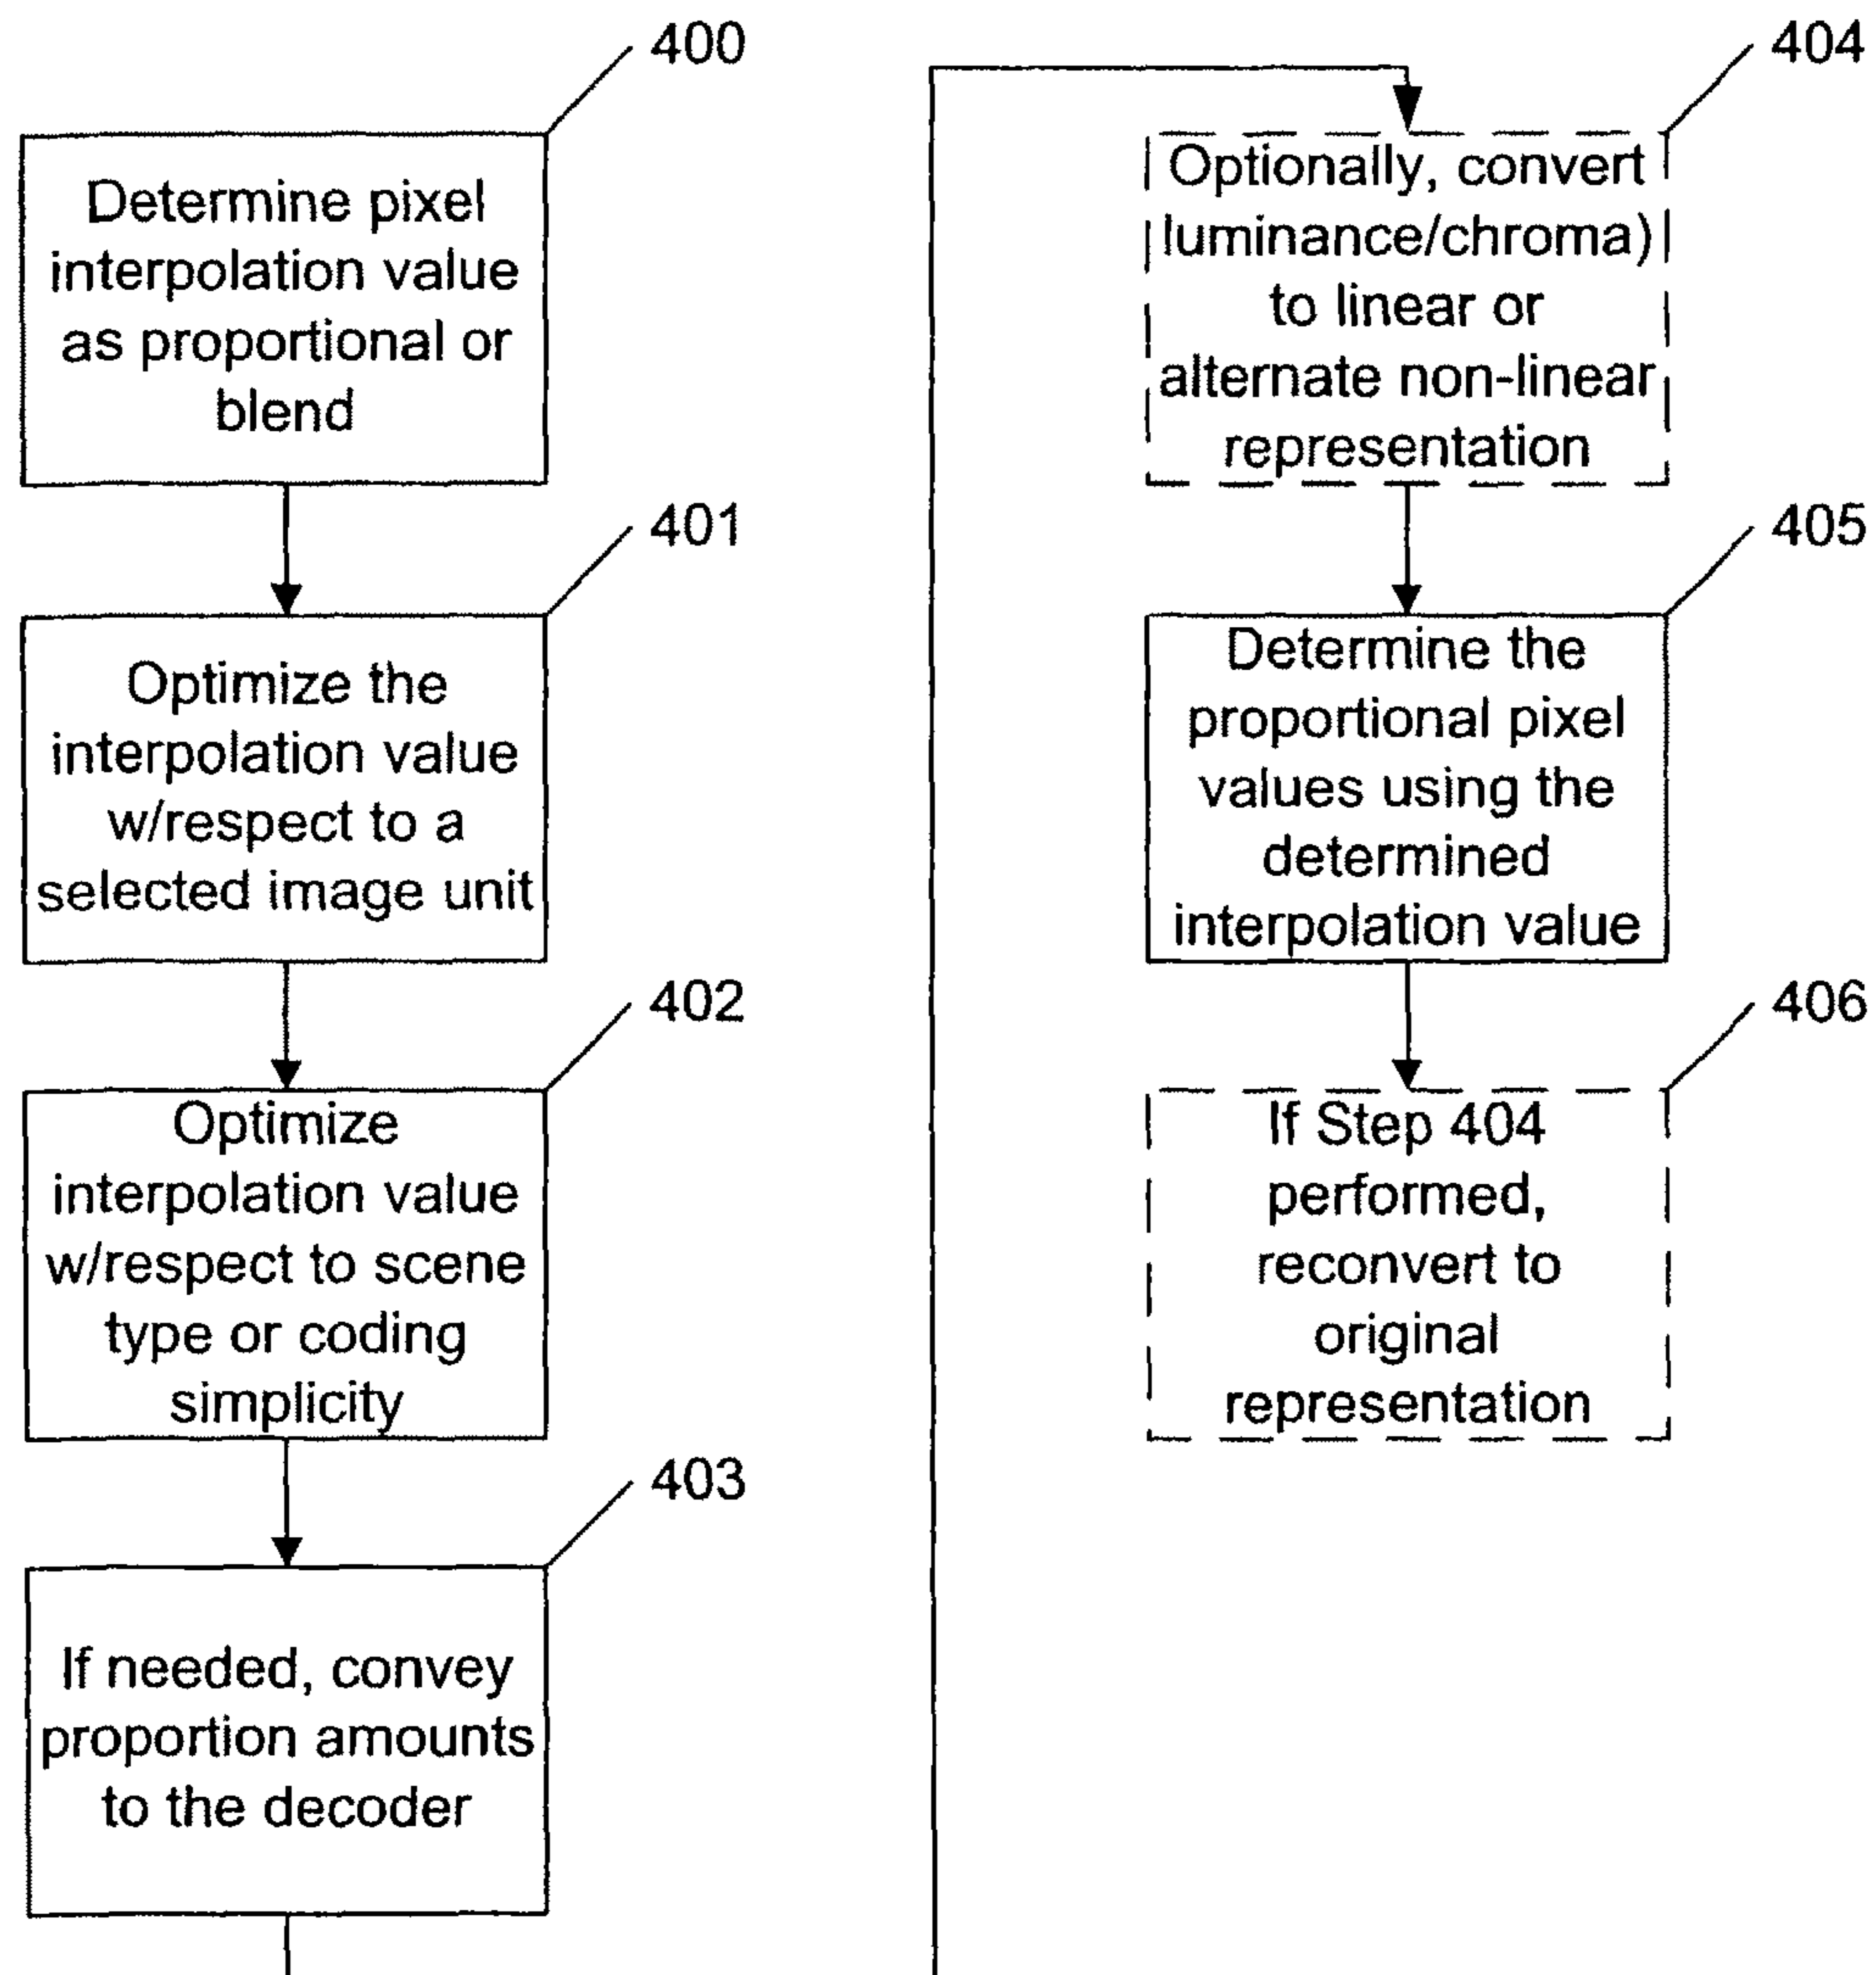 400
Determine pixel
interpolation value
as proportional or
blend
401
Optimize the
interpolation value
w/respect to a
selected image unit
402
Optimize
interpolation value
w/respect to scene
type or coding
simplicity
403
If needed, convey
proportion amounts
to the decoder
404
Optionally, convert
luminance/chroma)
to linear or
alternate non-linear
representation
405
Determine the
proportional pixel
values using the
determined
interpolation value
406
If Step 404
performed,
reconvert to
original
representation